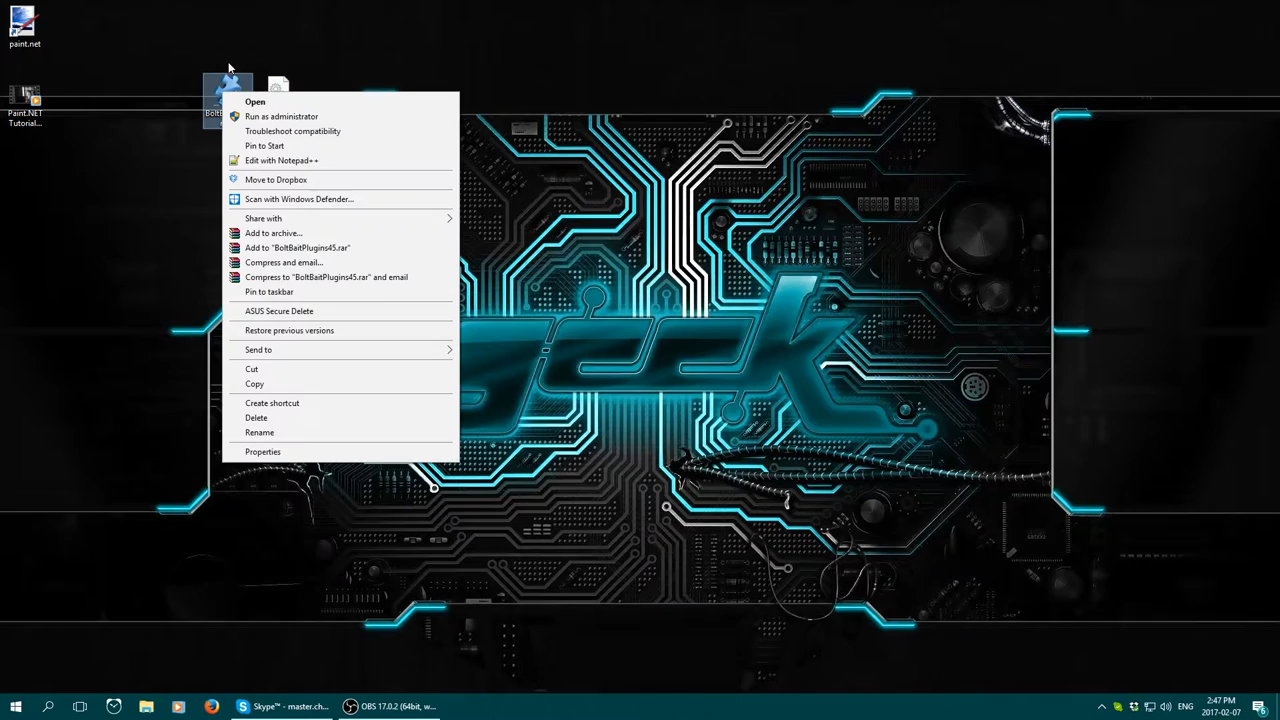 paint.net
Paint.NET
Tutorial...
Open
Run as administrator
Troubleshoot compatibility
Pin to Start
Edit with Notepad++
Move to Dropbox
Scan with Windows Defender...
Share with
Add to archive...
Add to "BoltBaitPlugins45.rar"
Compress and email...
Compress to "BoltBaitPlugins45.rar" and email
Pin to taskbar
ASUS Secure Delete
Restore previous versions
Send to
Cut
Copy
Create shortcut
Delete
Rename
Properties
Skype™ - master.ch...
OBS 17.0.2 (64bit, w...
ENG
2:47 PM
2017-02-07
6